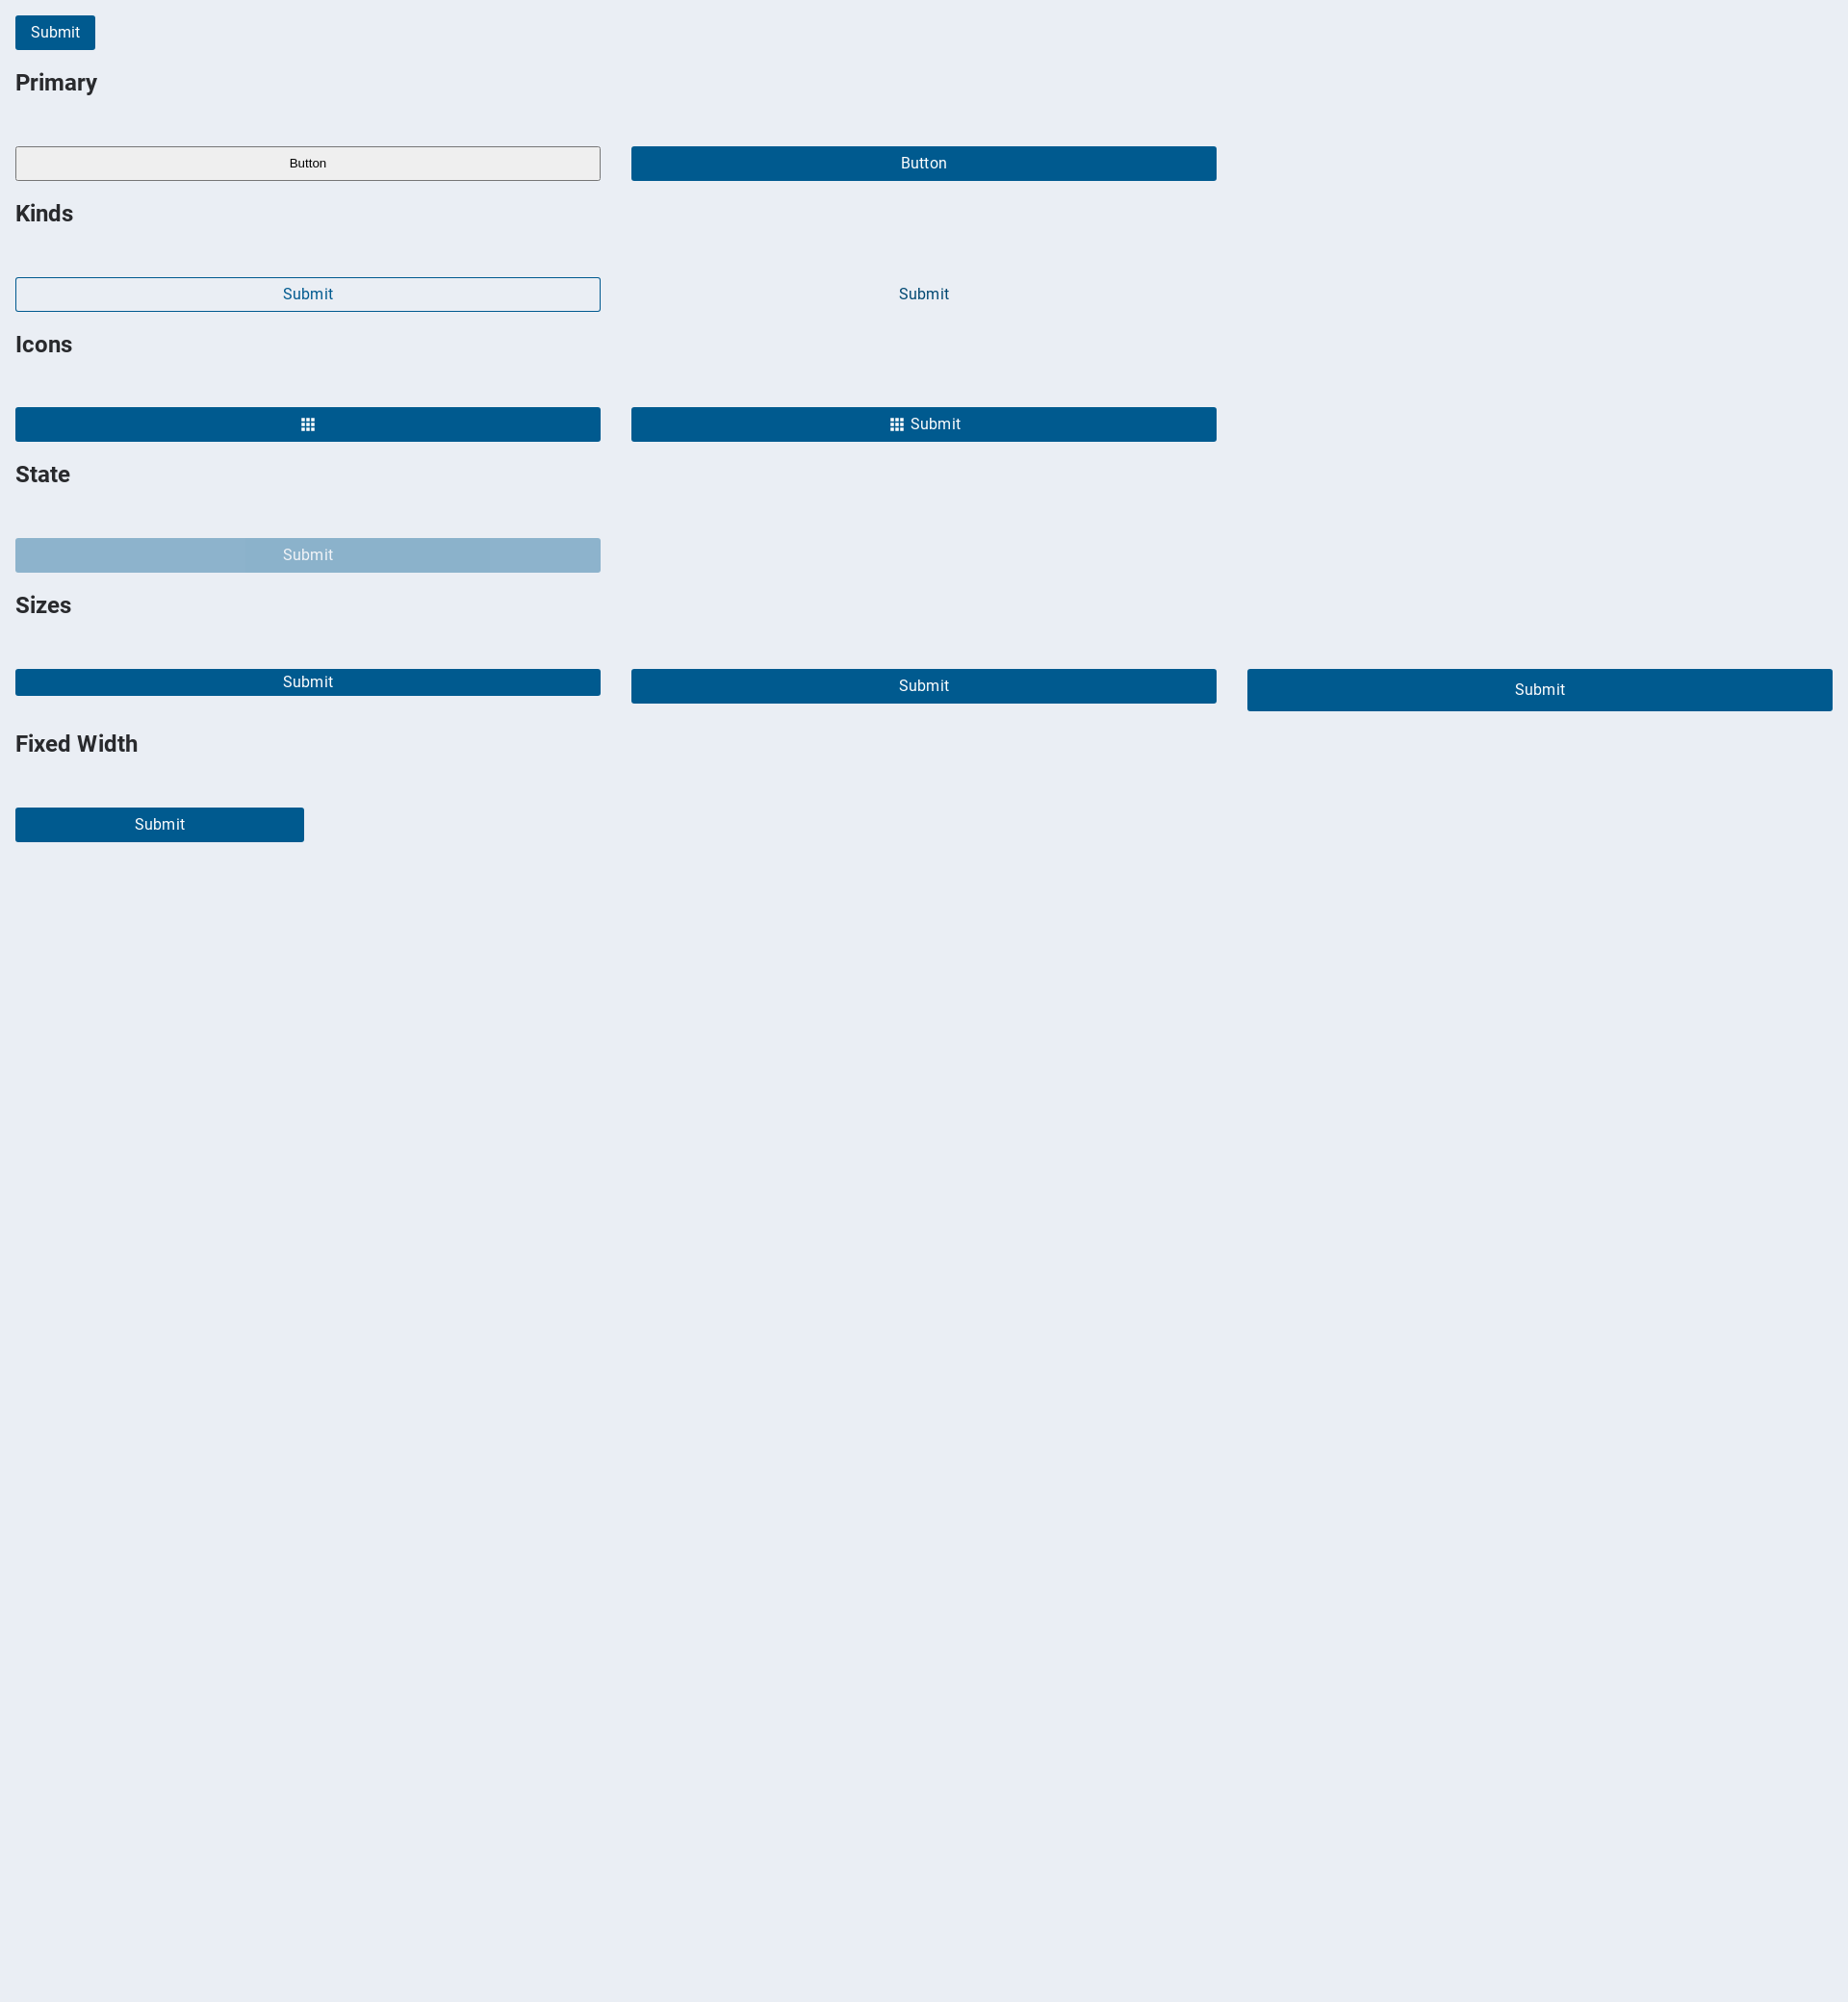 Submit
Primary
Button Button
Kinds
Submit Submit
Icons
Submit
State
Submit
Sizes
Submit Submit Submit
Fixed Width
Submit